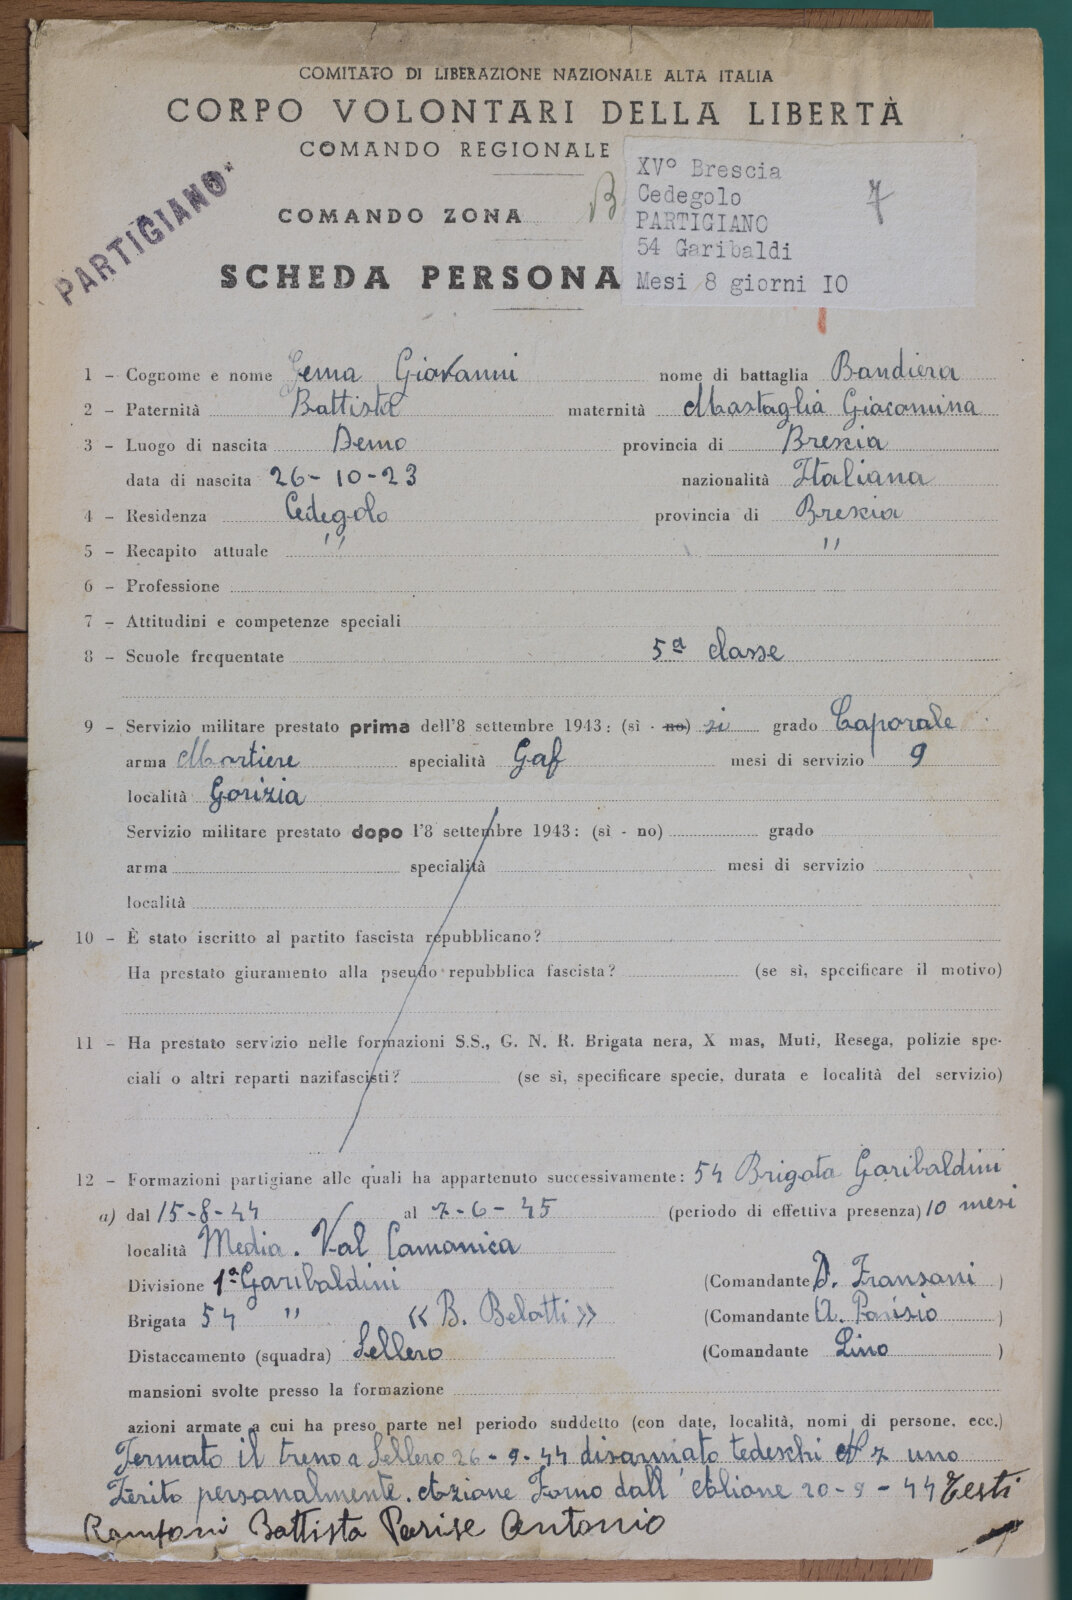 COMITATO DI LIBERAZIONE NAZIONALE ALTA ITALIA
CORPO VOLONTARI DELLA LIBERTÀ
COMANDO REGIONALE
PARTIGIANO
COMANDO ZONA B
SCHEDA PERSONA
XV° Brescia
Cedegolo
PARTIGIANO
54 Garibaldi
Mesi 8 giorni IO
7
1 - Cognome e nome Gema Giovanni nome di battaglia Bandiera
2 - Paternità Battista maternità Mastaglia Giacomina
3 - Luogo di nascita Demo provincia di Brescia
data di nascita 26-10-23 nazionalità Italiana
4 - Residenza Cedegolo provincia di Brescia
5 - Recapito attuale " "
6 - Professione
7 - Attitudini e competenze speciali
8 - Scuole frequentate 5ª classe
9 - Servizio militare prestato prima dell'8 settembre 1943: (sì - no) si grado Caporale
arma Mortiere specialità Gaf mesi di servizio 9
località Gorizia
Servizio militare prestato dopo l'8 settembre 1943: (sì - no) grado
arma specialità mesi di servizio
località
10 - È stato iscritto al partito fascista repubblicano?
Ha prestato giuramento alla pseudo repubblica fascista? (se sì, specificare il motivo)
11 - Ha prestato servizio nelle formazioni S.S., G. N. R. Brigata nera, X mas, Muti, Resega, polizie spe-
ciali o altri reparti nazifascisti? (se sì, specificare specie, durata e località del servizio)
12 - Formazioni partigiane alle quali ha appartenuto successivamente: 54 Brigata Garibaldini
a) dal 15-8-44 al 7-6-45 (periodo di effettiva presenza) 10 mesi
località Media. Val Camonica
Divisione 1ª Garibaldini (Comandante D. Fransani )
Brigata 54 " « B. Belotti » (Comandante A. Parisio )
Distaccamento (squadra) Sellero (Comandante Lino )
mansioni svolte presso la formazione
azioni armate a cui ha preso parte nel periodo suddetto (con date, località, nomi di persone, ecc.)
Fermato il treno a Sellero 26-9-44 disarmato tedeschi N 7 uno
Ferito personalmente. Azione Forno dall' Allione 20-9-44 Testi
Ramponi Battista Parise Antonio